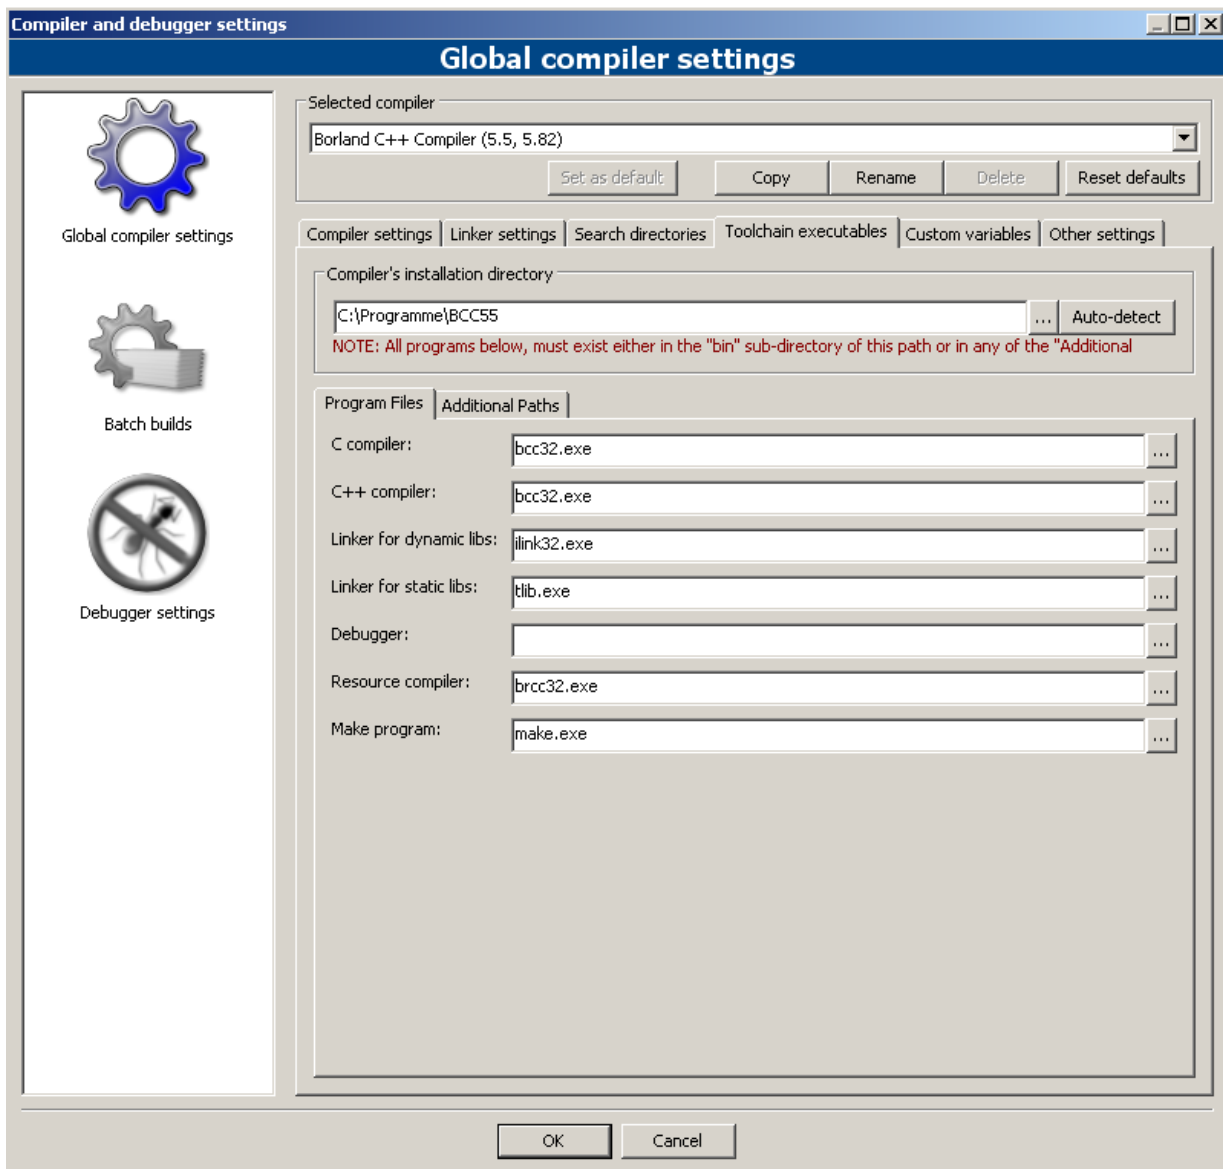 Compiler and debugger settings
Global compiler settings
Global compiler settings
Batch builds
Debugger settings
Selected compiler
Borland C++ Compiler (5.5, 5.82)
Set as default Copy Rename Delete Reset defaults
Compiler settings Linker settings Search directories Toolchain executables Custom variables Other settings
Compiler's installation directory
C:\Programme\BCC55 ... Auto-detect
NOTE: All programs below, must exist either in the "bin" sub-directory of this path or in any of the "Additional
Program Files Additional Paths
C compiler: bcc32.exe ...
C++ compiler: bcc32.exe ...
Linker for dynamic libs: ilink32.exe ...
Linker for static libs: tlib.exe ...
Debugger: ...
Resource compiler: brcc32.exe ...
Make program: make.exe ...
OK Cancel